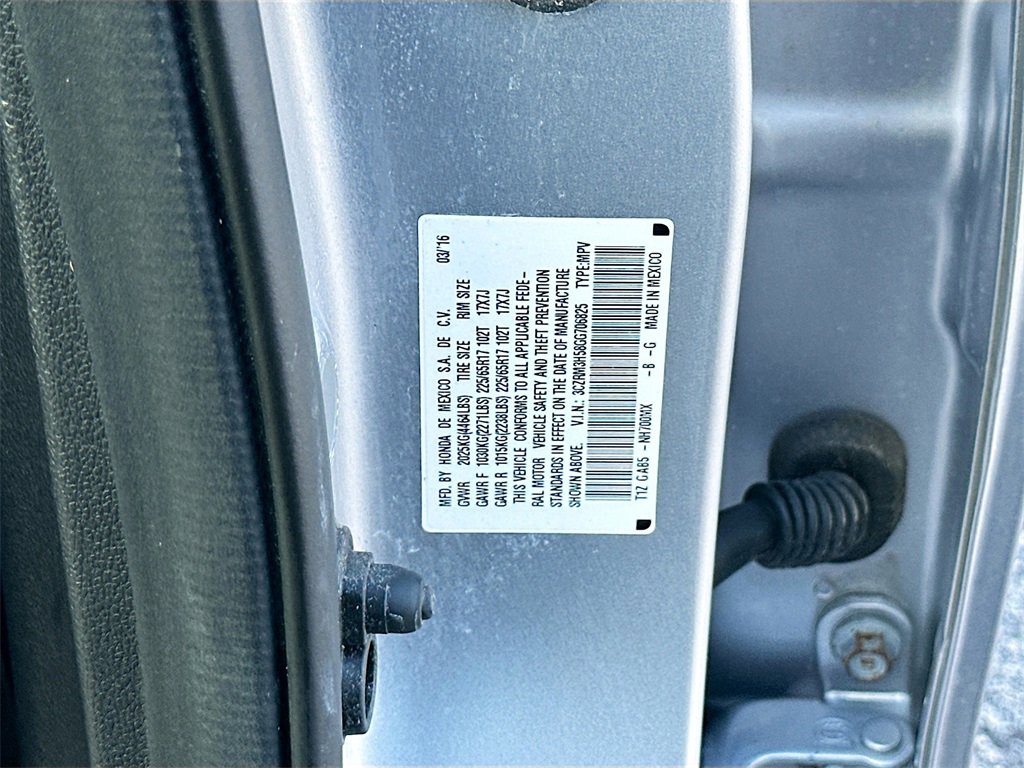 MFD. BY HONDA DE MEXICO S.A. DE C.V. 03/'16
GVWR 2025KG(4464LBS) TIRE SIZE RIM SIZE
GAWR F 1030KG(2271LBS) 225/65R17 102T 17X7J
GAWR R 1015KG(2238LBS) 225/65R17 102T 17X7J
THIS VEHICLE CONFORMS TO ALL APPLICABLE FEDE-
RAL MOTOR VEHICLE SAFETY AND THEFT PREVENTION
STANDARDS IN EFFECT ON THE DATE OF MANUFACTURE
SHOWN ABOVE. V.I.N.: 3CZRM3H58GG706825 TYPE:MPV
T1Z GAB5 -NH700MX -B -G MADE IN MEXICO